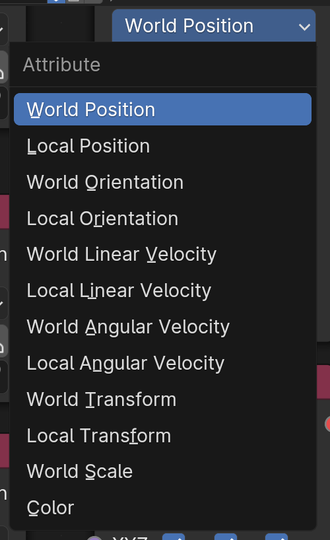 World Position
Attribute
World Position
Local Position
World Orientation
Local Orientation
World Linear Velocity
Local Linear Velocity
World Angular Velocity
Local Angular Velocity
World Transform
Local Transform
World Scale
Color